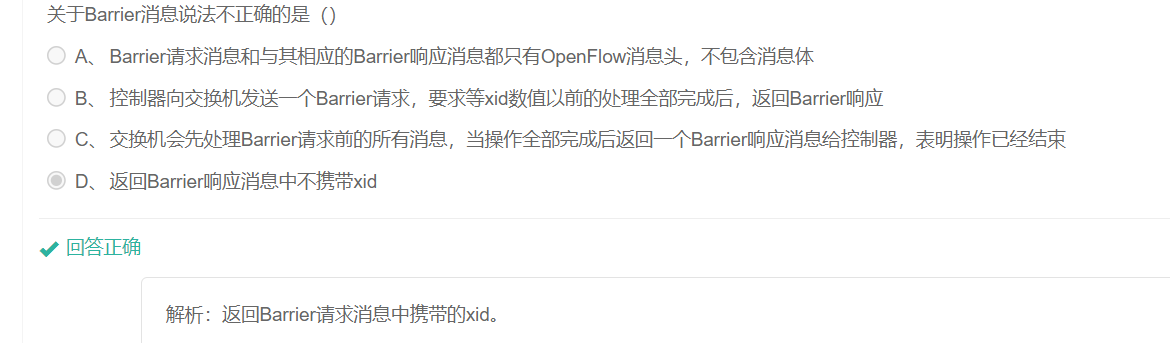 关于Barrier消息说法不正确的是（）
A、 Barrier请求消息和与其相应的Barrier响应消息都只有OpenFlow消息头，不包含消息体
B、 控制器向交换机发送一个Barrier请求，要求等xid数值以前的处理全部完成后，返回Barrier响应
C、 交换机会先处理Barrier请求前的所有消息，当操作全部完成后返回一个Barrier响应消息给控制器，表明操作已经结束
D、 返回Barrier响应消息中不携带xid
回答正确
解析：返回Barrier请求消息中携带的xid。